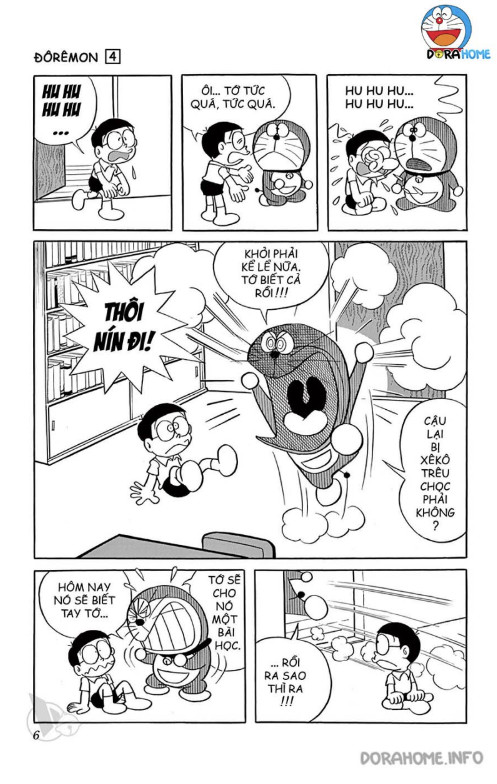 DORAHOME
ĐÔRÊMON 4
HU HU
HU HU
...
ÔI... TỚ TỨC
QUÁ, TỨC QUÁ.
HU HU HU...
HU HU HU...
THÔI
NÍN ĐI!
KHỎI PHẢI
KỂ LỂ NỮA.
TỚ BIẾT CẢ
RỒI!!!
CẬU
LẠI
BỊ
XÊKÔ
TRÊU
CHỌC
PHẢI
KHÔNG
?
HÔM NAY
NÓ SẼ BIẾT
TAY TỚ...
TỚ SẼ
CHO
NÓ
MỘT
BÀI
HỌC.
... RỒI
RA SAO
THÌ RA
!!!
6
DORAHOME.INFO